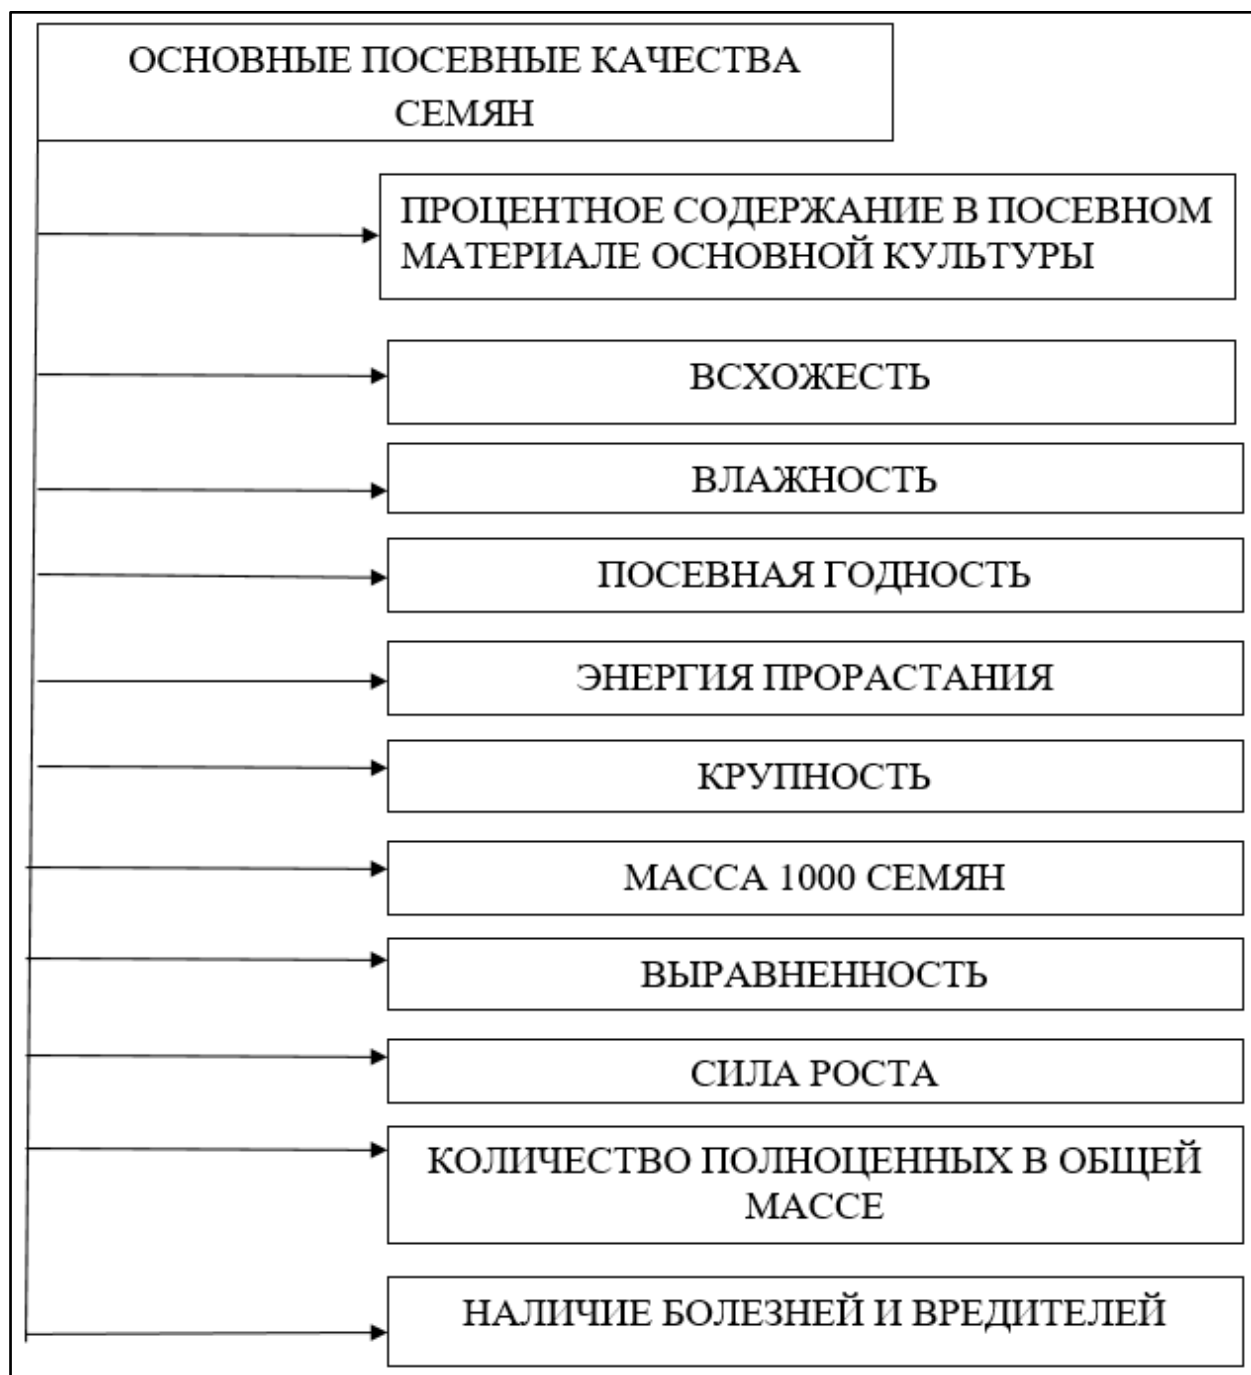 ОСНОВНЫЕ ПОСЕВНЫЕ КАЧЕСТВА
СЕМЯН
ПРОЦЕНТНОЕ СОДЕРЖАНИЕ В ПОСЕВНОМ
МАТЕРИАЛЕ ОСНОВНОЙ КУЛЬТУРЫ
ВСХОЖЕСТЬ
ВЛАЖНОСТЬ
ПОСЕВНАЯ ГОДНОСТЬ
ЭНЕРГИЯ ПРОРАСТАНИЯ
КРУПНОСТЬ
МАССА 1000 СЕМЯН
ВЫРАВНЕННОСТЬ
СИЛА РОСТА
КОЛИЧЕСТВО ПОЛНОЦЕННЫХ В ОБЩЕЙ
МАССЕ
НАЛИЧИЕ БОЛЕЗНЕЙ И ВРЕДИТЕЛЕЙ